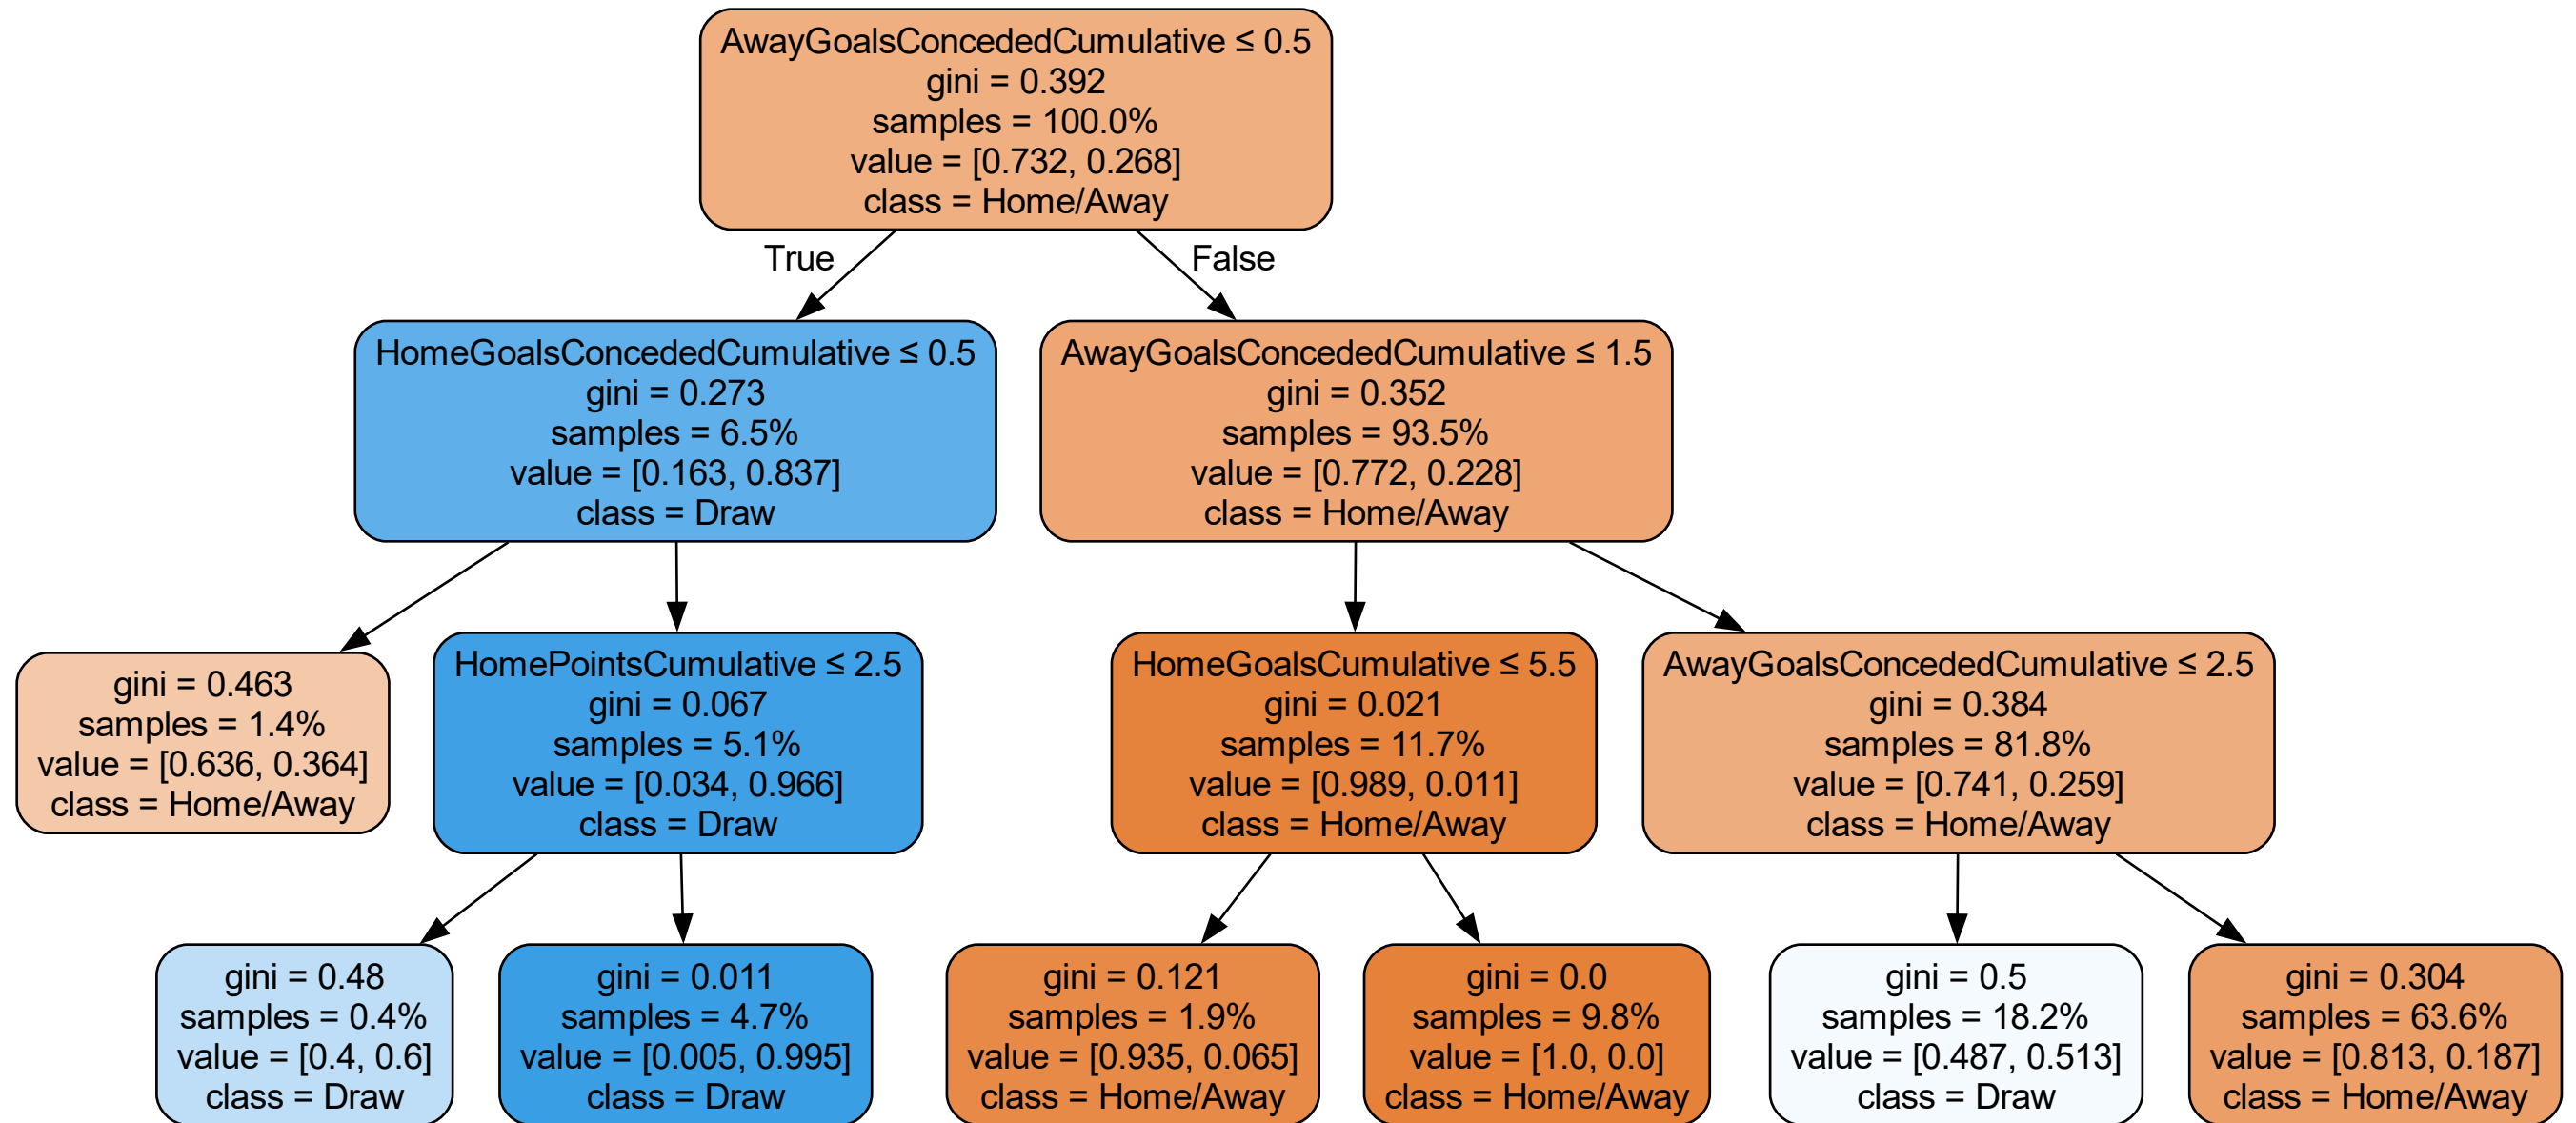 AwayGoalsConcededCumulative ≤ 0.5
gini = 0.392
samples = 100.0%
value = [0.732, 0.268]
class = Home/Away
True
False
HomeGoalsConcededCumulative ≤ 0.5
gini = 0.273
samples = 6.5%
value = [0.163, 0.837]
class = Draw
AwayGoalsConcededCumulative ≤ 1.5
gini = 0.352
samples = 93.5%
value = [0.772, 0.228]
class = Home/Away
gini = 0.463
samples = 1.4%
value = [0.636, 0.364]
class = Home/Away
HomePointsCumulative ≤ 2.5
gini = 0.067
samples = 5.1%
value = [0.034, 0.966]
class = Draw
HomeGoalsCumulative ≤ 5.5
gini = 0.021
samples = 11.7%
value = [0.989, 0.011]
class = Home/Away
AwayGoalsConcededCumulative ≤ 2.5
gini = 0.384
samples = 81.8%
value = [0.741, 0.259]
class = Home/Away
gini = 0.48
samples = 0.4%
value = [0.4, 0.6]
class = Draw
gini = 0.011
samples = 4.7%
value = [0.005, 0.995]
class = Draw
gini = 0.121
samples = 1.9%
value = [0.935, 0.065]
class = Home/Away
gini = 0.0
samples = 9.8%
value = [1.0, 0.0]
class = Home/Away
gini = 0.5
samples = 18.2%
value = [0.487, 0.513]
class = Draw
gini = 0.304
samples = 63.6%
value = [0.813, 0.187]
class = Home/Away